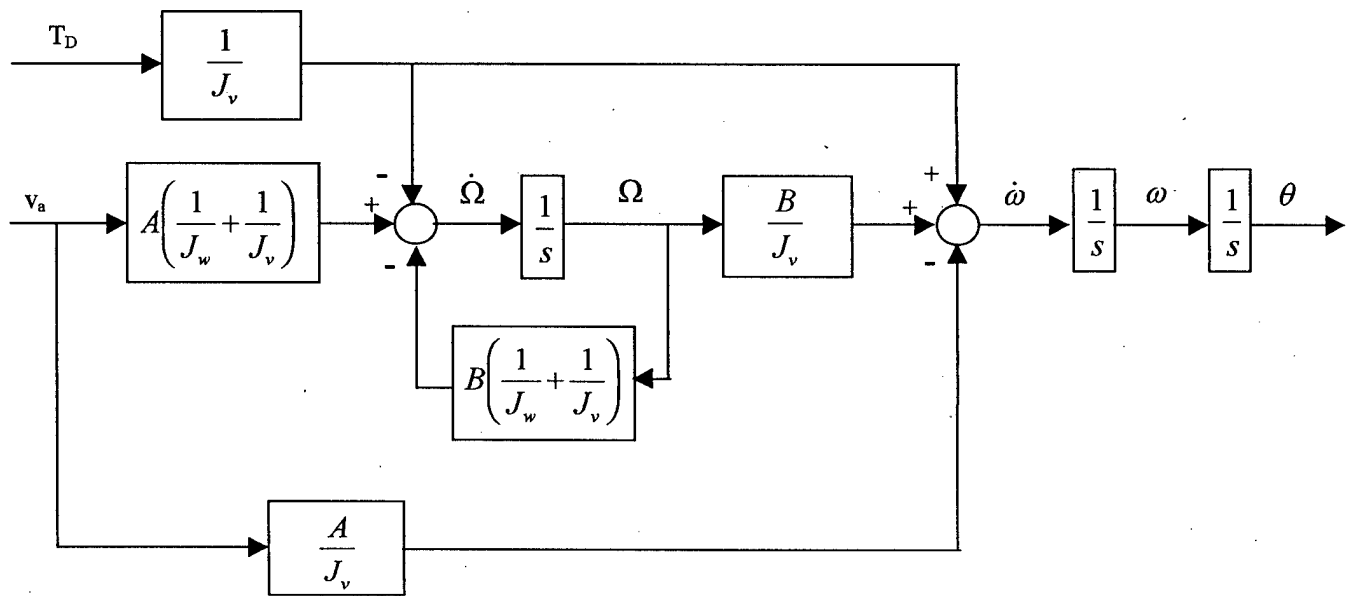 T_D
1/J_v
v_a
A(1/J_w + 1/J_v)
-
+
-
Ω̇
1/s
Ω
B/J_v
+
+
-
ω̇
1/s
ω
1/s
θ
B(1/J_w + 1/J_v)
A/J_v